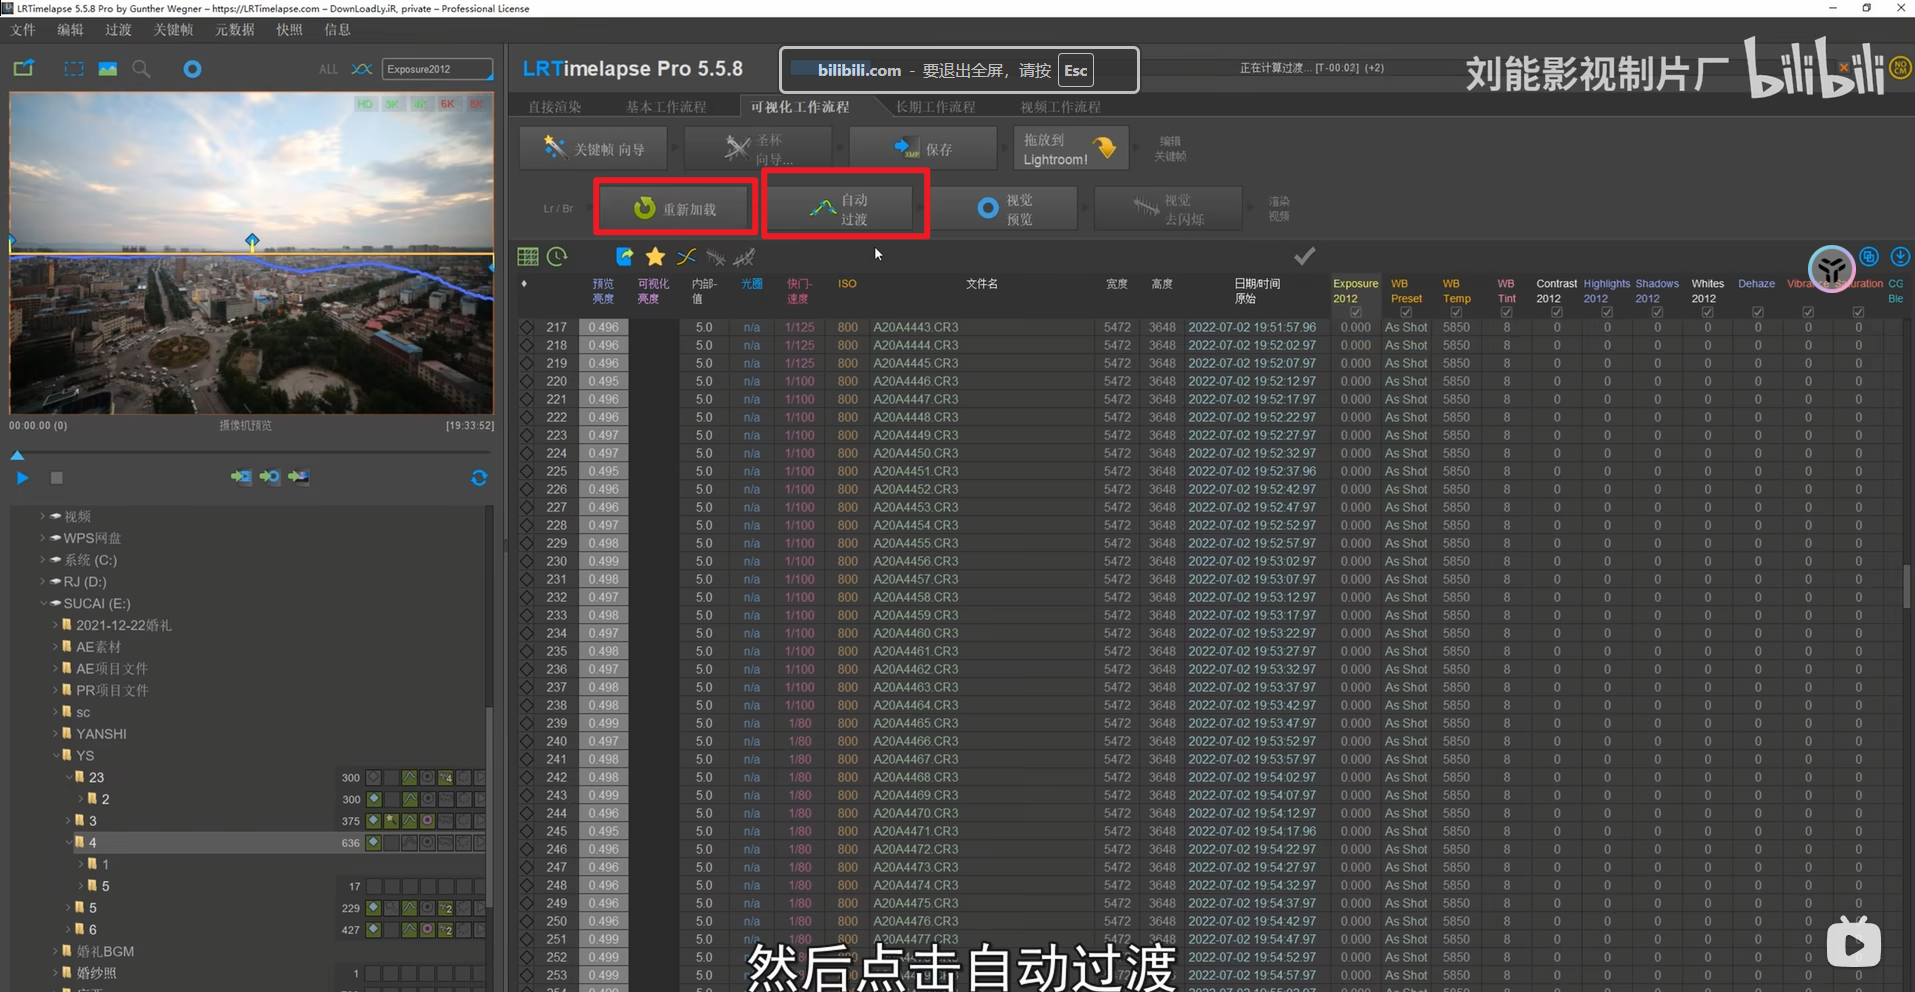 LRTimelapse 5.5.8 Pro by Gunther Wegner – https://LRTimelapse.com – DownLoadLy.iR, private – Professional License
文件 编辑 过渡 关键帧 元数据 快照 信息
ALL Exposure2012
LRTimelapse Pro 5.5.8
bilibili.com - 要退出全屏，请按 Esc
正在计算过渡... [T-00:02] (+2)
刘能影视制片厂 bilibili
NO CM
直接渲染 基本工作流程 可视化工作流程 长期工作流程 视频工作流程
关键帧 向导 圣杯 向导... XMP 保存 拖放到 Lightroom! 编辑 关键帧
Lr / Br 重新加载 自动 过渡 视觉 预览 视觉 去闪烁 渲染 视频
HD 6K
00:00.00 (0) 摄像机预览 [19:33:52]
视频
WPS网盘
系统 (C:)
RJ (D:)
SUCAI (E:)
2021-12-22婚礼
AE素材
AE项目文件
PR项目文件
sc
YANSHI
YS
23 300 4
2 300
3 375
4 636
1
5 17
5 229 2
6 427 2
婚礼BGM
婚纱照 1
预览 亮度 可视化 亮度 内部- 值 光圈 快门- 速度 ISO 文件名 宽度 高度 日期/时间 原始 Exposure 2012 WB Preset WB Temp WB Tint Contrast 2012 Highlights 2012 Shadows 2012 Whites 2012 Dehaze
217 0.496 5.0 n/a 1/125 800 A20A4443.CR3 5472 3648 2022-07-02 19:51:57.96 0.000 As Shot 5850 8 0 0 0 0 0 0 0
218 0.496 5.0 n/a 1/125 800 A20A4444.CR3 5472 3648 2022-07-02 19:52:02.97 0.000 As Shot 5850 8 0 0 0 0 0 0 0
219 0.496 5.0 n/a 1/125 800 A20A4445.CR3 5472 3648 2022-07-02 19:52:07.97 0.000 As Shot 5850 8 0 0 0 0 0 0 0
220 0.495 5.0 n/a 1/100 800 A20A4446.CR3 5472 3648 2022-07-02 19:52:12.97 0.000 As Shot 5850 8 0 0 0 0 0 0 0
221 0.496 5.0 n/a 1/100 800 A20A4447.CR3 5472 3648 2022-07-02 19:52:17.97 0.000 As Shot 5850 8 0 0 0 0 0 0 0
222 0.496 5.0 n/a 1/100 800 A20A4448.CR3 5472 3648 2022-07-02 19:52:22.97 0.000 As Shot 5850 8 0 0 0 0 0 0 0
223 0.497 5.0 n/a 1/100 800 A20A4449.CR3 5472 3648 2022-07-02 19:52:27.97 0.000 As Shot 5850 8 0 0 0 0 0 0 0
224 0.497 5.0 n/a 1/100 800 A20A4450.CR3 5472 3648 2022-07-02 19:52:32.97 0.000 As Shot 5850 8 0 0 0 0 0 0 0
225 0.495 5.0 n/a 1/100 800 A20A4451.CR3 5472 3648 2022-07-02 19:52:37.96 0.000 As Shot 5850 8 0 0 0 0 0 0 0
226 0.496 5.0 n/a 1/100 800 A20A4452.CR3 5472 3648 2022-07-02 19:52:42.97 0.000 As Shot 5850 8 0 0 0 0 0 0 0
227 0.496 5.0 n/a 1/100 800 A20A4453.CR3 5472 3648 2022-07-02 19:52:47.97 0.000 As Shot 5850 8 0 0 0 0 0 0 0
228 0.497 5.0 n/a 1/100 800 A20A4454.CR3 5472 3648 2022-07-02 19:52:52.97 0.000 As Shot 5850 8 0 0 0 0 0 0 0
229 0.498 5.0 n/a 1/100 800 A20A4455.CR3 5472 3648 2022-07-02 19:52:57.97 0.000 As Shot 5850 8 0 0 0 0 0 0 0
230 0.499 5.0 n/a 1/100 800 A20A4456.CR3 5472 3648 2022-07-02 19:53:02.97 0.000 As Shot 5850 8 0 0 0 0 0 0 0
231 0.498 5.0 n/a 1/100 800 A20A4457.CR3 5472 3648 2022-07-02 19:53:07.97 0.000 As Shot 5850 8 0 0 0 0 0 0 0
232 0.497 5.0 n/a 1/100 800 A20A4458.CR3 5472 3648 2022-07-02 19:53:12.97 0.000 As Shot 5850 8 0 0 0 0 0 0 0
233 0.498 5.0 n/a 1/100 800 A20A4459.CR3 5472 3648 2022-07-02 19:53:17.97 0.000 As Shot 5850 8 0 0 0 0 0 0 0
234 0.497 5.0 n/a 1/100 800 A20A4460.CR3 5472 3648 2022-07-02 19:53:22.97 0.000 As Shot 5850 8 0 0 0 0 0 0 0
235 0.498 5.0 n/a 1/100 800 A20A4461.CR3 5472 3648 2022-07-02 19:53:27.97 0.000 As Shot 5850 8 0 0 0 0 0 0 0
236 0.497 5.0 n/a 1/100 800 A20A4462.CR3 5472 3648 2022-07-02 19:53:32.97 0.000 As Shot 5850 8 0 0 0 0 0 0 0
237 0.498 5.0 n/a 1/100 800 A20A4463.CR3 5472 3648 2022-07-02 19:53:37.97 0.000 As Shot 5850 8 0 0 0 0 0 0 0
238 0.498 5.0 n/a 1/100 800 A20A4464.CR3 5472 3648 2022-07-02 19:53:42.97 0.000 As Shot 5850 8 0 0 0 0 0 0 0
239 0.499 5.0 n/a 1/80 800 A20A4465.CR3 5472 3648 2022-07-02 19:53:47.97 0.000 As Shot 5850 8 0 0 0 0 0 0 0
240 0.497 5.0 n/a 1/80 800 A20A4466.CR3 5472 3648 2022-07-02 19:53:52.97 0.000 As Shot 5850 8 0 0 0 0 0 0 0
241 0.498 5.0 n/a 1/80 800 A20A4467.CR3 5472 3648 2022-07-02 19:53:57.97 0.000 As Shot 5850 8 0 0 0 0 0 0 0
242 0.498 5.0 n/a 1/80 800 A20A4468.CR3 5472 3648 2022-07-02 19:54:02.97 0.000 As Shot 5850 8 0 0 0 0 0 0 0
243 0.499 5.0 n/a 1/80 800 A20A4469.CR3 5472 3648 2022-07-02 19:54:07.97 0.000 As Shot 5850 8 0 0 0 0 0 0 0
244 0.496 5.0 n/a 1/80 800 A20A4470.CR3 5472 3648 2022-07-02 19:54:12.97 0.000 As Shot 5850 8 0 0 0 0 0 0 0
245 0.495 5.0 n/a 1/80 800 A20A4471.CR3 5472 3648 2022-07-02 19:54:17.96 0.000 As Shot 5850 8 0 0 0 0 0 0 0
246 0.496 5.0 n/a 1/80 800 A20A4472.CR3 5472 3648 2022-07-02 19:54:22.97 0.000 As Shot 5850 8 0 0 0 0 0 0 0
247 0.496 5.0 n/a 1/80 800 A20A4473.CR3 5472 3648 2022-07-02 19:54:27.97 0.000 As Shot 5850 8 0 0 0 0 0 0 0
248 0.496 5.0 n/a 1/80 800 A20A4474.CR3 5472 3648 2022-07-02 19:54:32.97 0.000 As Shot 5850 8 0 0 0 0 0 0 0
249 0.496 5.0 n/a 1/80 800 A20A4475.CR3 5472 3648 2022-07-02 19:54:37.97 0.000 As Shot 5850 8 0 0 0 0 0 0 0
250 0.496 5.0 n/a 1/80 800 A20A4476.CR3 5472 3648 2022-07-02 19:54:42.97 0.000 As Shot 5850 8 0 0 0 0 0 0 0
251 0.499 5.0 n/a 1/80 800 A20A4477.CR3 5472 3648 2022-07-02 19:54:47.97 0.000 As Shot 5850 8 0 0 0 0 0 0 0
252 0.499 5.0 5472 3648 2022-07-02 19:54:52.97 0.000 As Shot 5850 8 0 0 0 0 0 0 0
253 0.499 5.0 5472 3648 2022-07-02 19:54:57.97 0.000 As Shot 5850 8 0 0 0 0 0 0 0
然后点击自动过渡